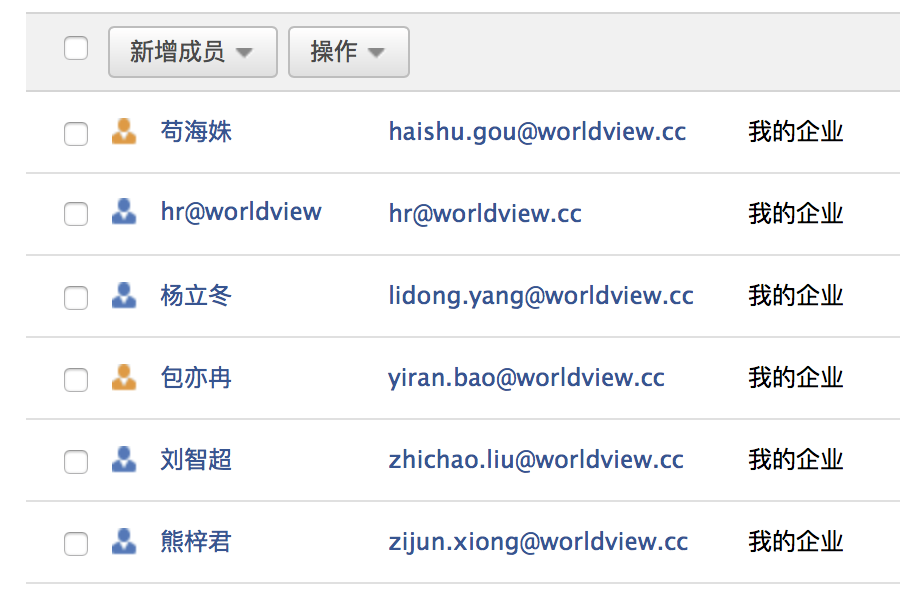 新增成员 操作
苟海姝 haishu.gou@worldview.cc 我的企业
hr@worldview hr@worldview.cc 我的企业
杨立冬 lidong.yang@worldview.cc 我的企业
包亦冉 yiran.bao@worldview.cc 我的企业
刘智超 zhichao.liu@worldview.cc 我的企业
熊梓君 zijun.xiong@worldview.cc 我的企业